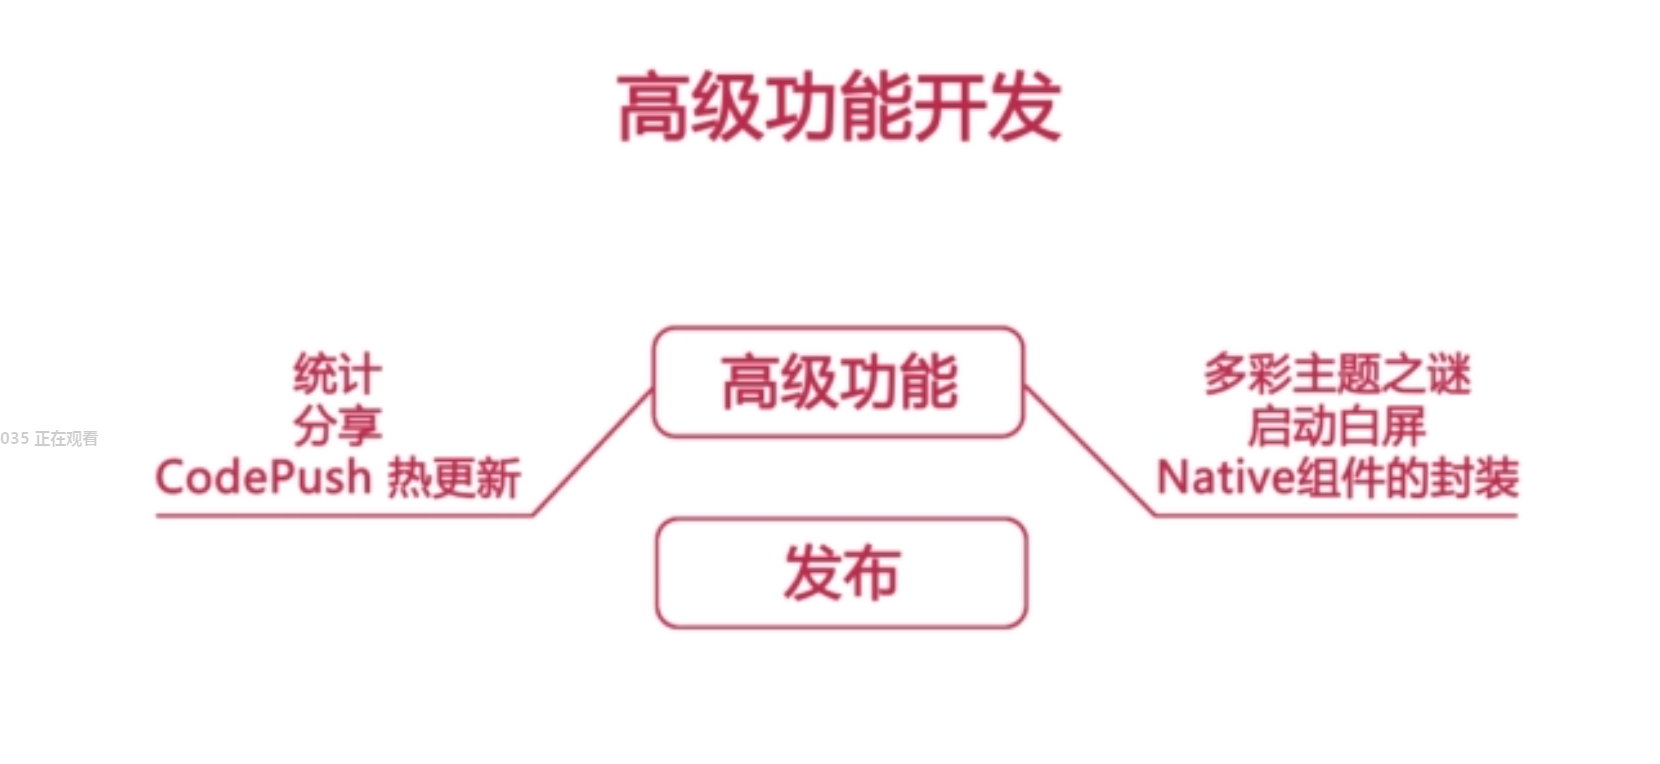 高级功能开发
统计
分享
CodePush 热更新
035 正在观看
高级功能
多彩主题之谜
启动白屏
Native组件的封装
发布